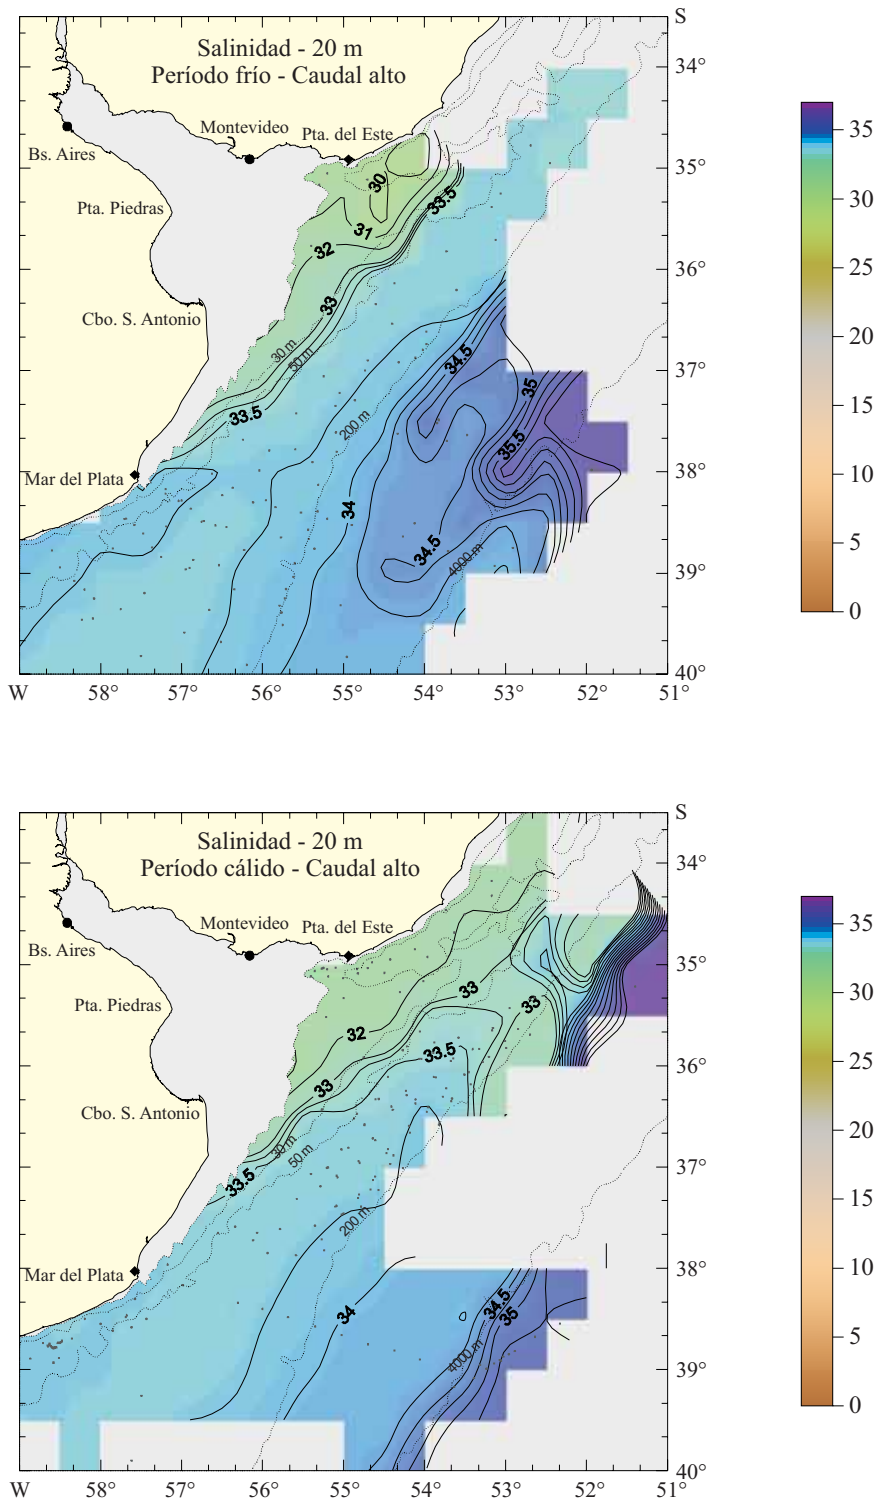 S
Salinidad - 20 m
Período frío - Caudal alto
34°
35
Montevideo
Pta. del Este
Bs. Aires
35°
30
30
Pta. Piedras
33.5
31
32
25
36°
33
Cbo. S. Antonio
20
30 m
50 m
34.5
37°
35
15
33.5
200 m
35.5
Mar del Plata
38°
10
34
34.5
4000 m
5
39°
0
40°
W
58°
57°
56°
55°
54°
53°
52°
51°
S
Salinidad - 20 m
Período cálido - Caudal alto
34°
35
Montevideo
Pta. del Este
Bs. Aires
35°
33
30
33
Pta. Piedras
32
33.5
25
36°
33
Cbo. S. Antonio
20
30 m
50 m
37°
33.5
15
200 m
38°
Mar del Plata
10
34.5
34
35
4000 m
5
39°
0
40°
W
58°
57°
56°
55°
54°
53°
52°
51°